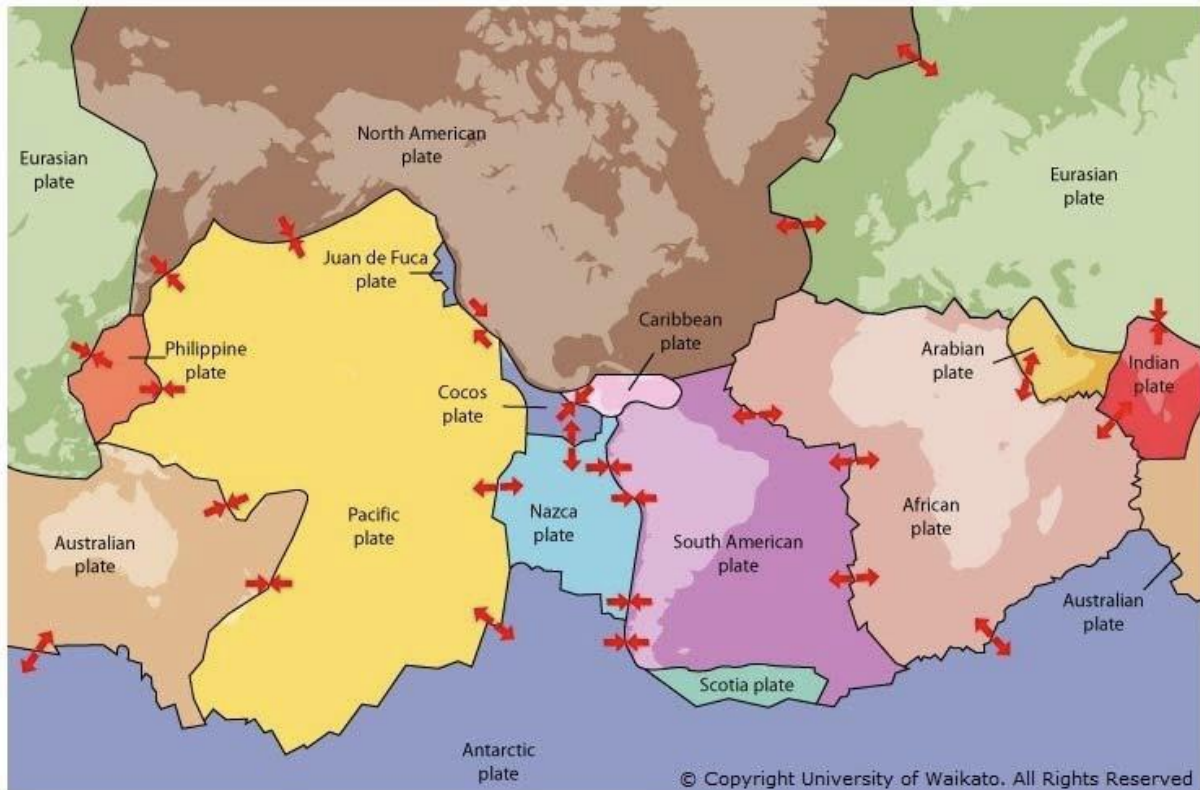 North American
plate
Eurasian
plate
Eurasian
plate
Juan de Fuca
plate
Caribbean
plate
Philippine
plate
Arabian
plate
Indian
plate
Cocos
plate
Pacific
plate
Nazca
plate
African
plate
Australian
plate
South American
plate
Australian
plate
Scotia plate
Antarctic
plate
© Copyright University of Waikato. All Rights Reserved